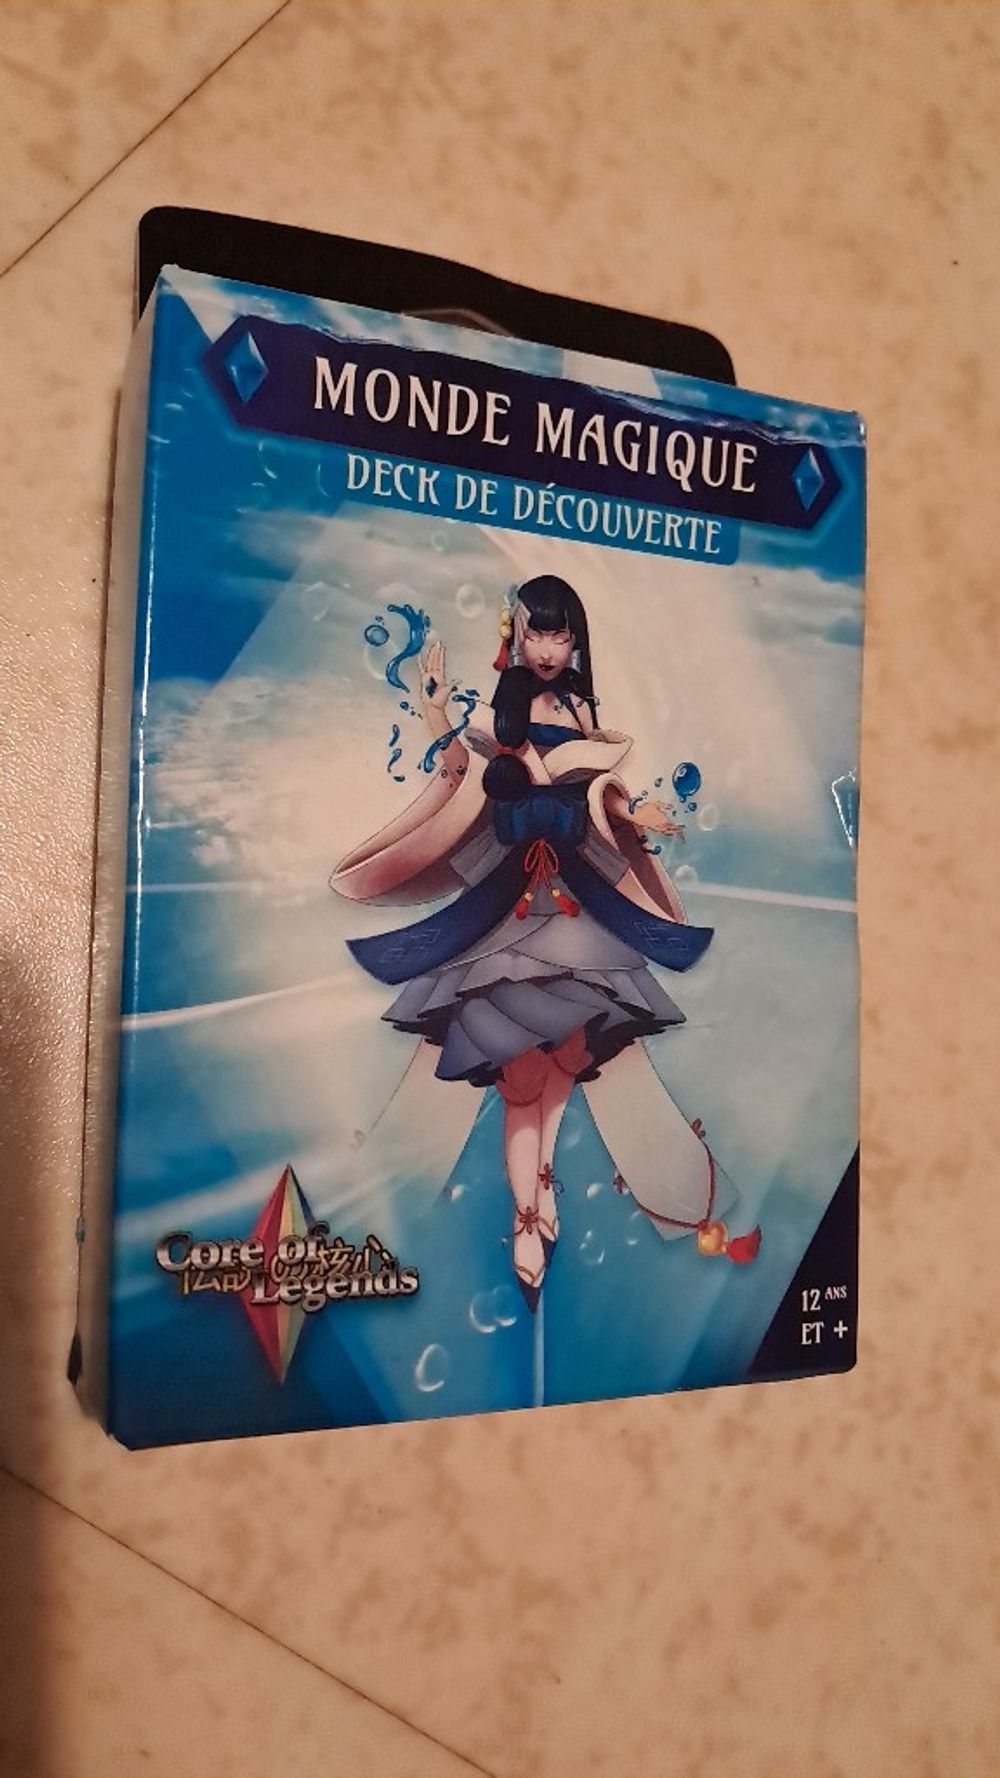 MONDE MAGIQUE
DECK DE DÉCOUVERTE
Core of
Legends
12 ANS
ET +